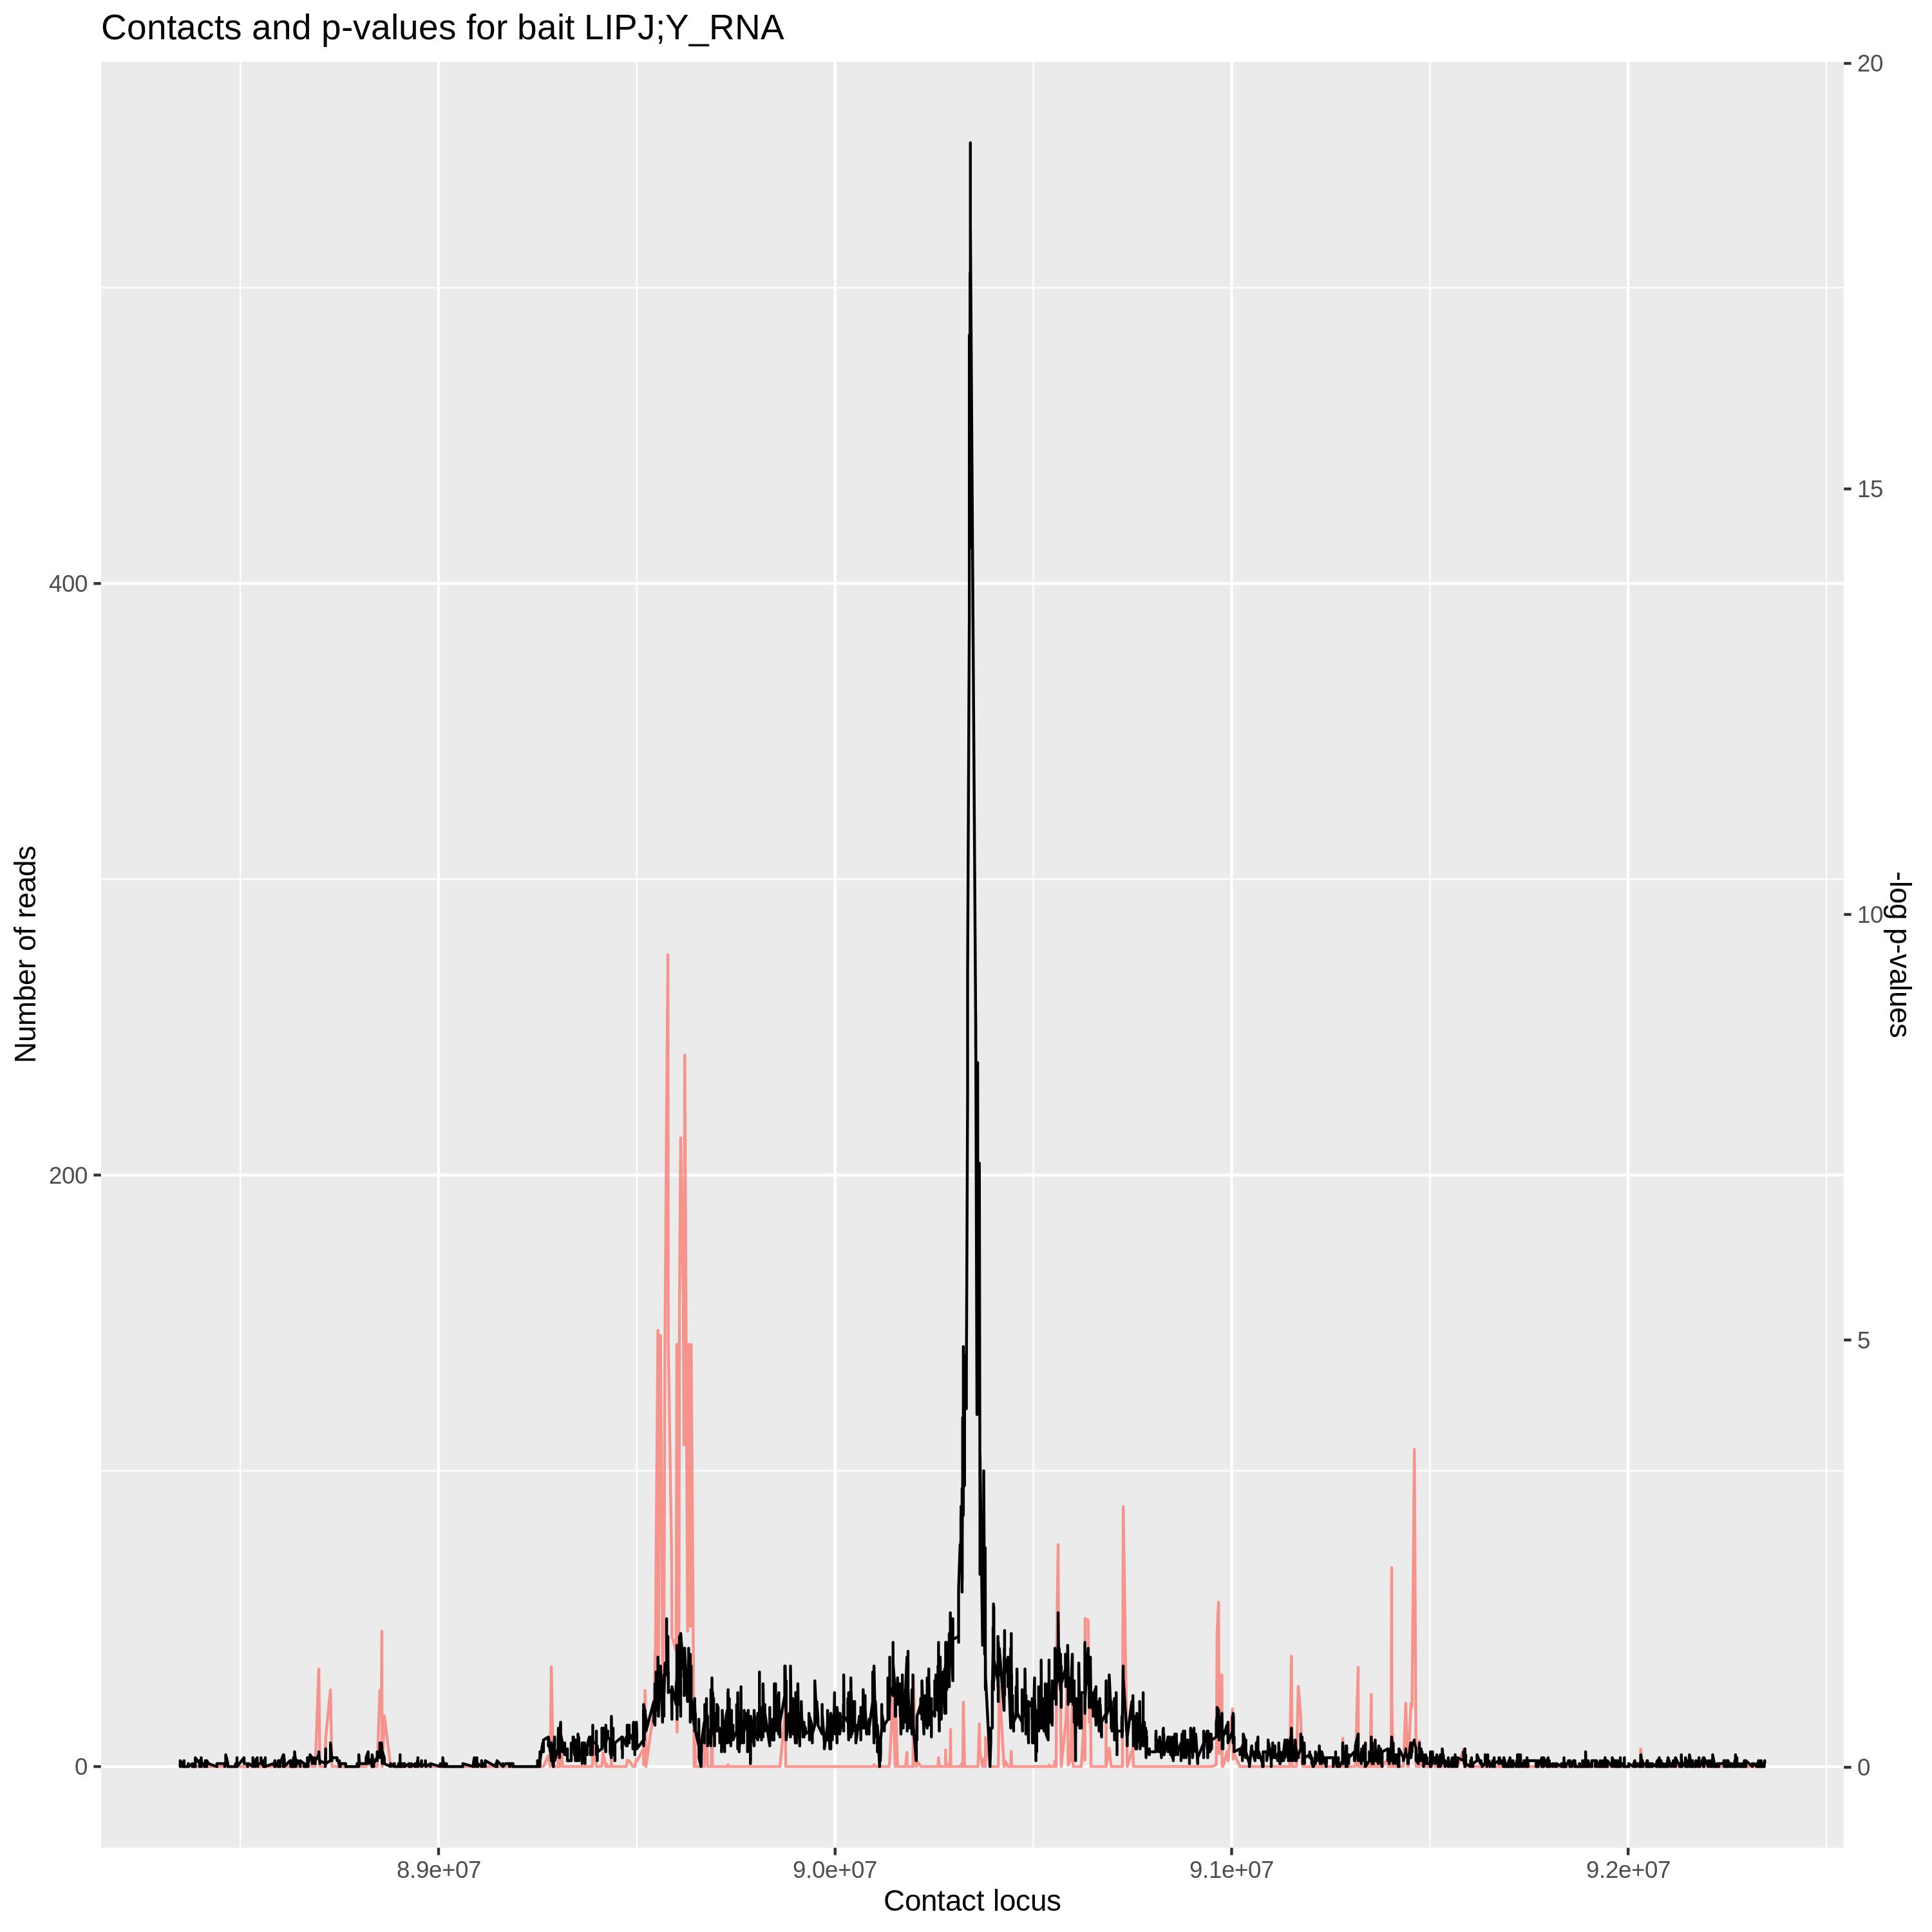 Contacts and p-values for bait LIPJ;Y_RNA
20
15
400
10
Number of reads
-log p-values
200
5
0
0
8.9e+07
9.0e+07
9.1e+07
9.2e+07
Contact locus